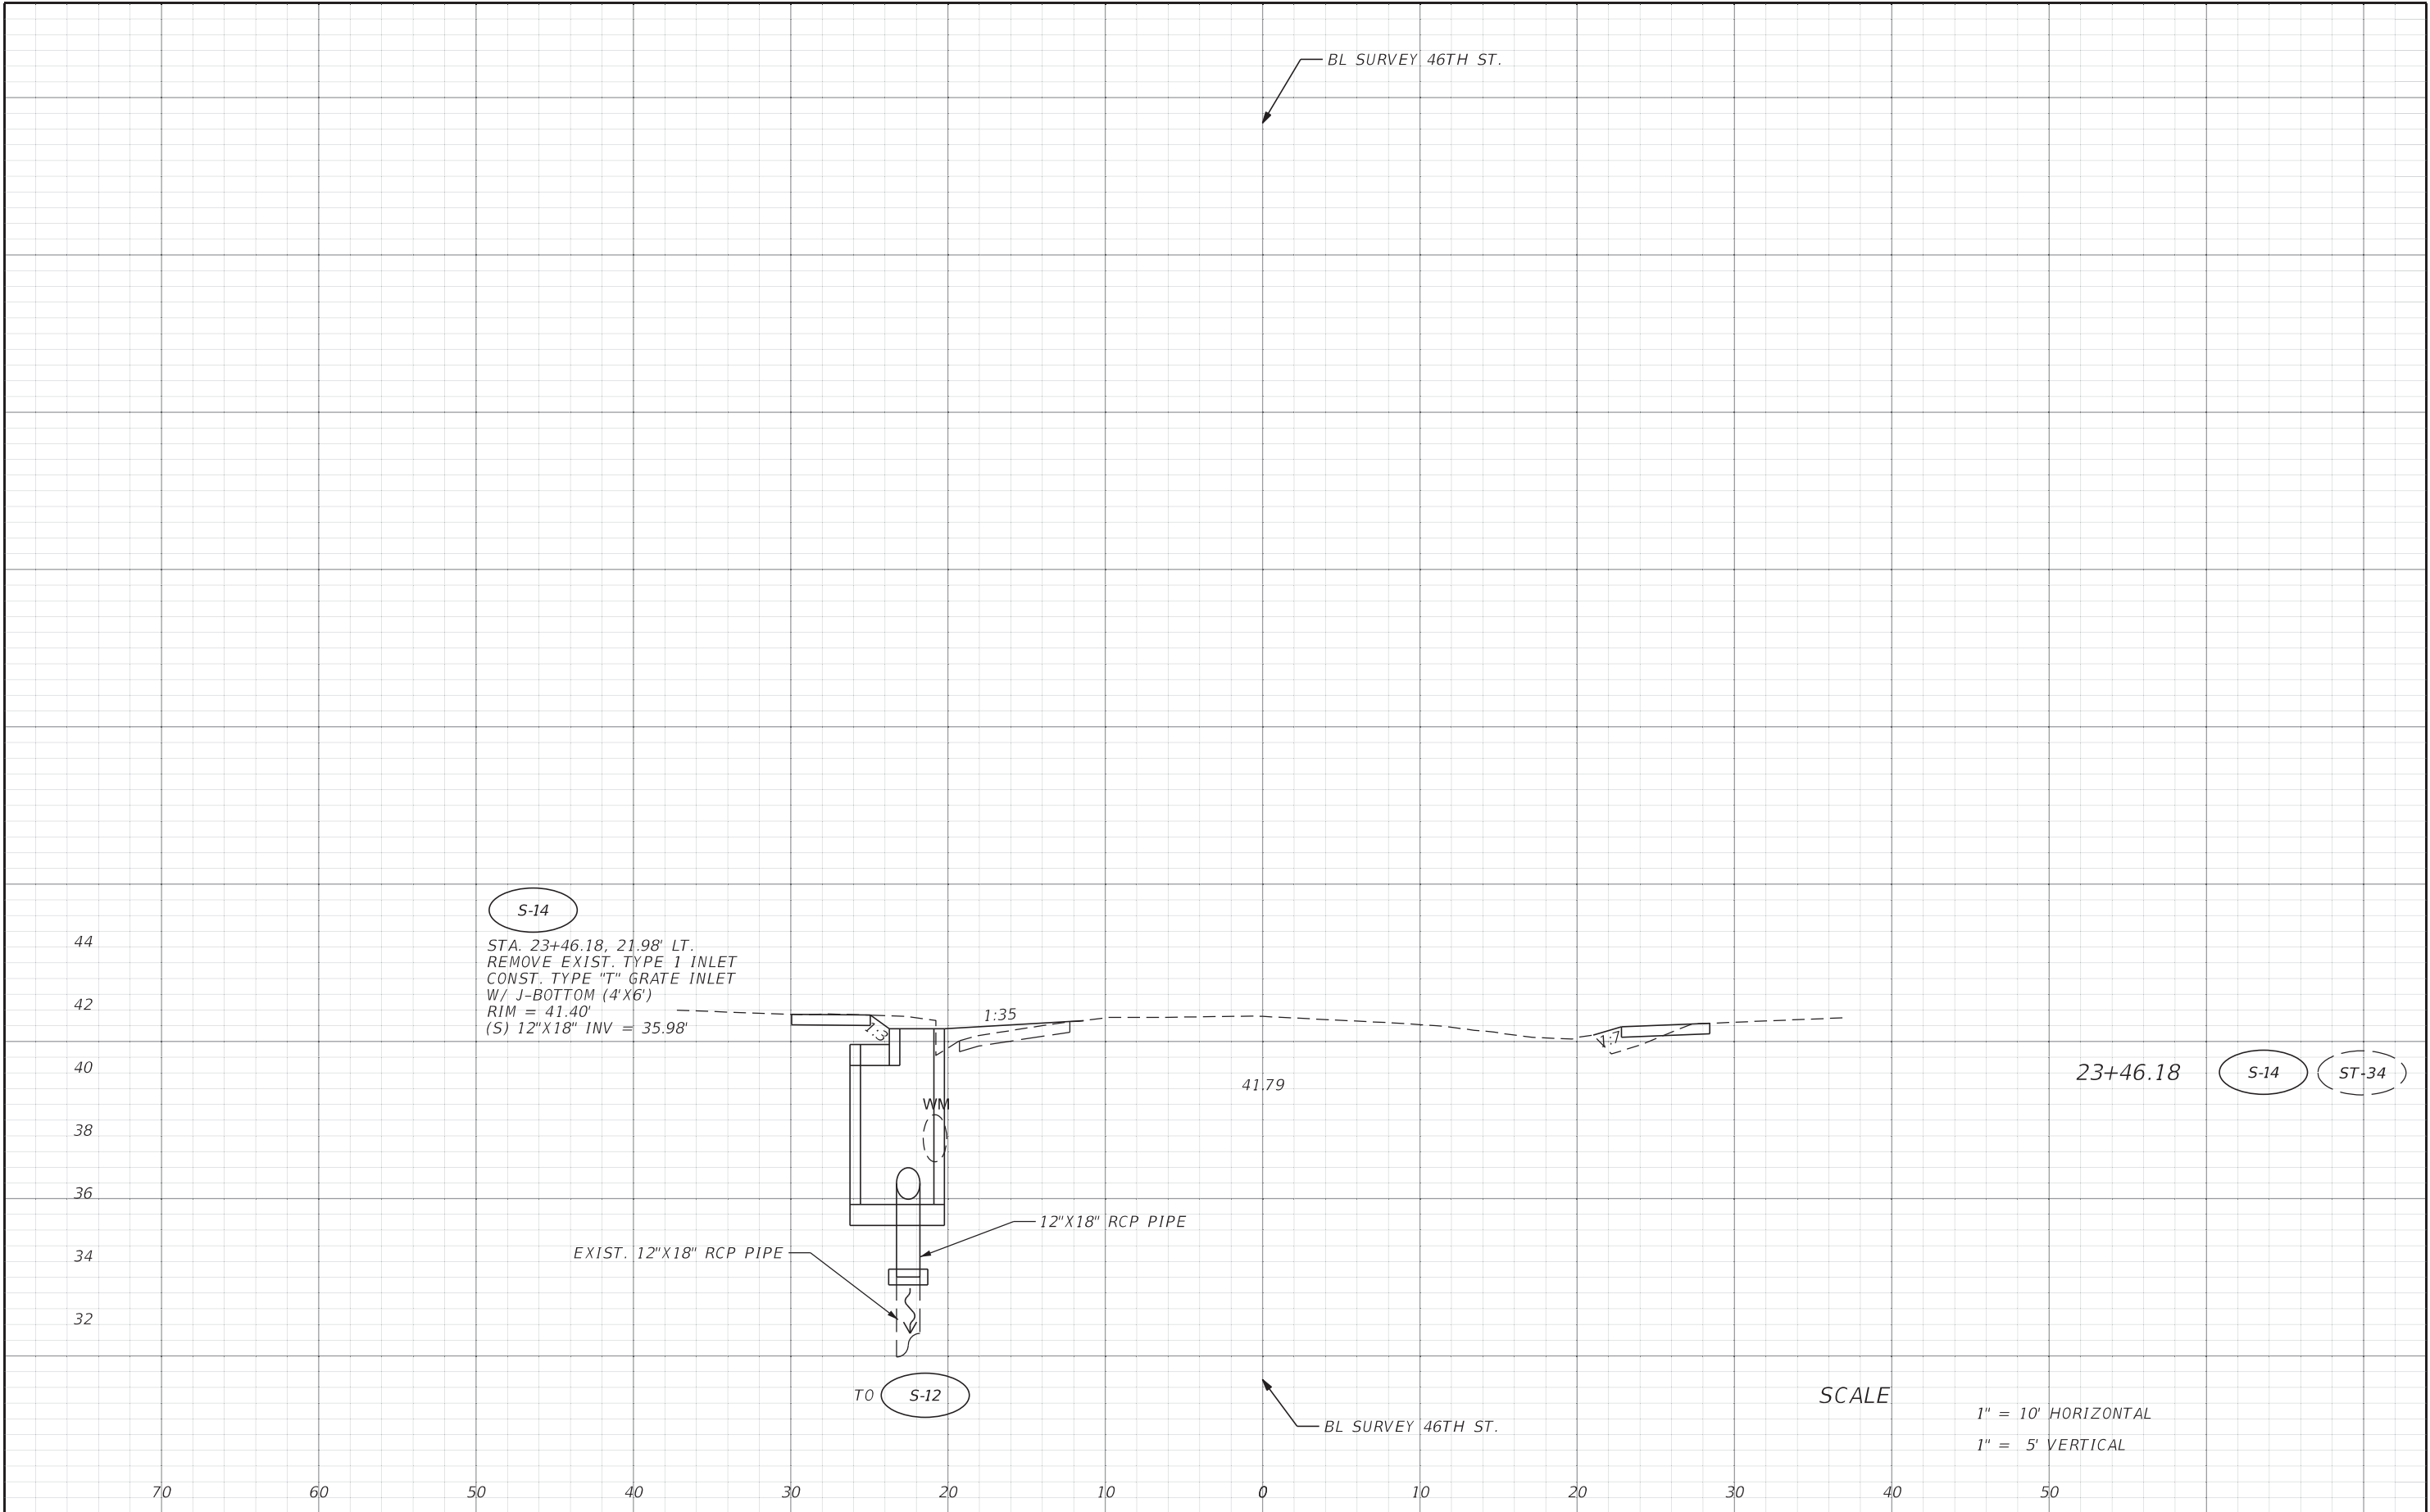 BL SURVEY 46TH ST.
S-14
STA. 23+46.18, 21.98' LT.
REMOVE EXIST. TYPE 1 INLET
CONST. TYPE "T" GRATE INLET
W/ J-BOTTOM (4'X6')
RIM = 41.40'
(S) 12"X18" INV = 35.98'
44
42
40
38
36
34
32
1:3
1:35
1:7
41.79
WM
23+46.18
S-14
ST-34
12"X18" RCP PIPE
EXIST. 12"X18" RCP PIPE
TO S-12
BL SURVEY 46TH ST.
SCALE
1" = 10' HORIZONTAL
1" = 5' VERTICAL
70 60 50 40 30 20 10 0 10 20 30 40 50